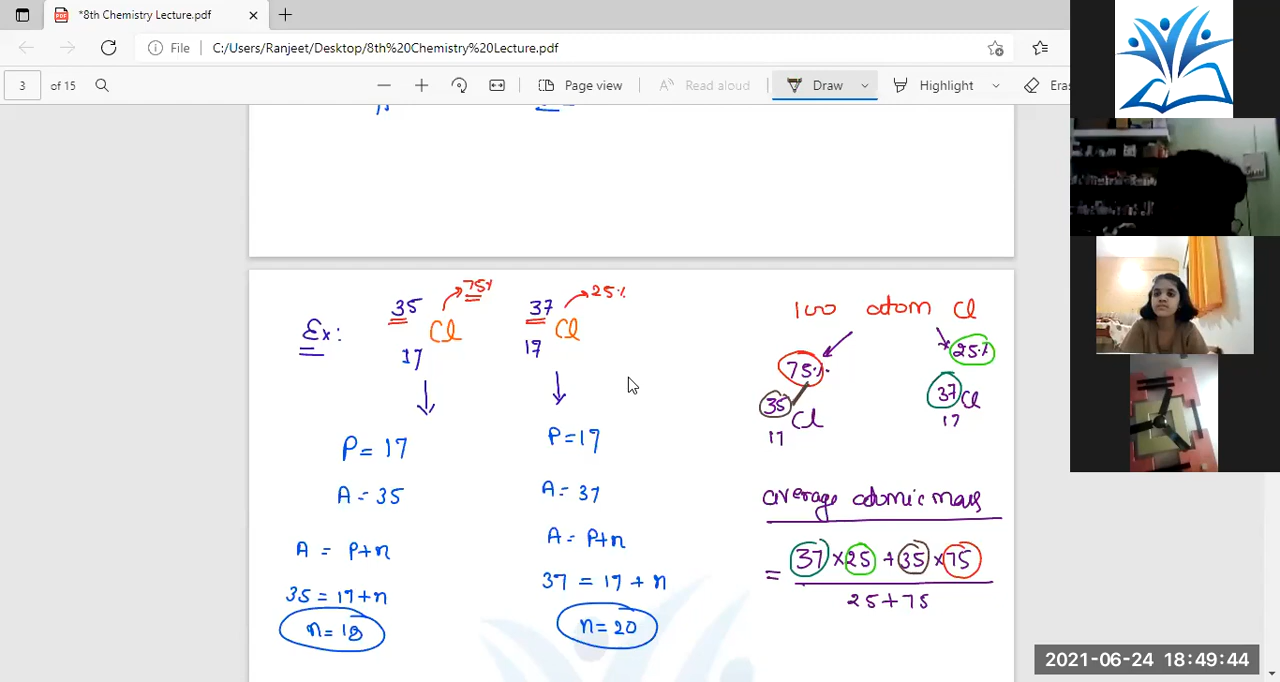 *8th Chemistry Lecture.pdf
File C:/Users/Ranjeet/Desktop/8th%20Chemistry%20Lecture.pdf
3 of 15 Page view Read aloud Draw Highlight Eras
Ex: 35 Cl 17 → 75% 37 Cl 17 → 25%
P = 17 P = 17
A = 35 A = 37
A = P+n A = P+n
35 = 17+n 37 = 17 + n
n = 18 n = 20
100 atom Cl
75% 25%
35 Cl 17 37 Cl 17
average atomic mass
= 37 × 25 + 35 × 75
25 + 75
2021-06-24 18:49:44